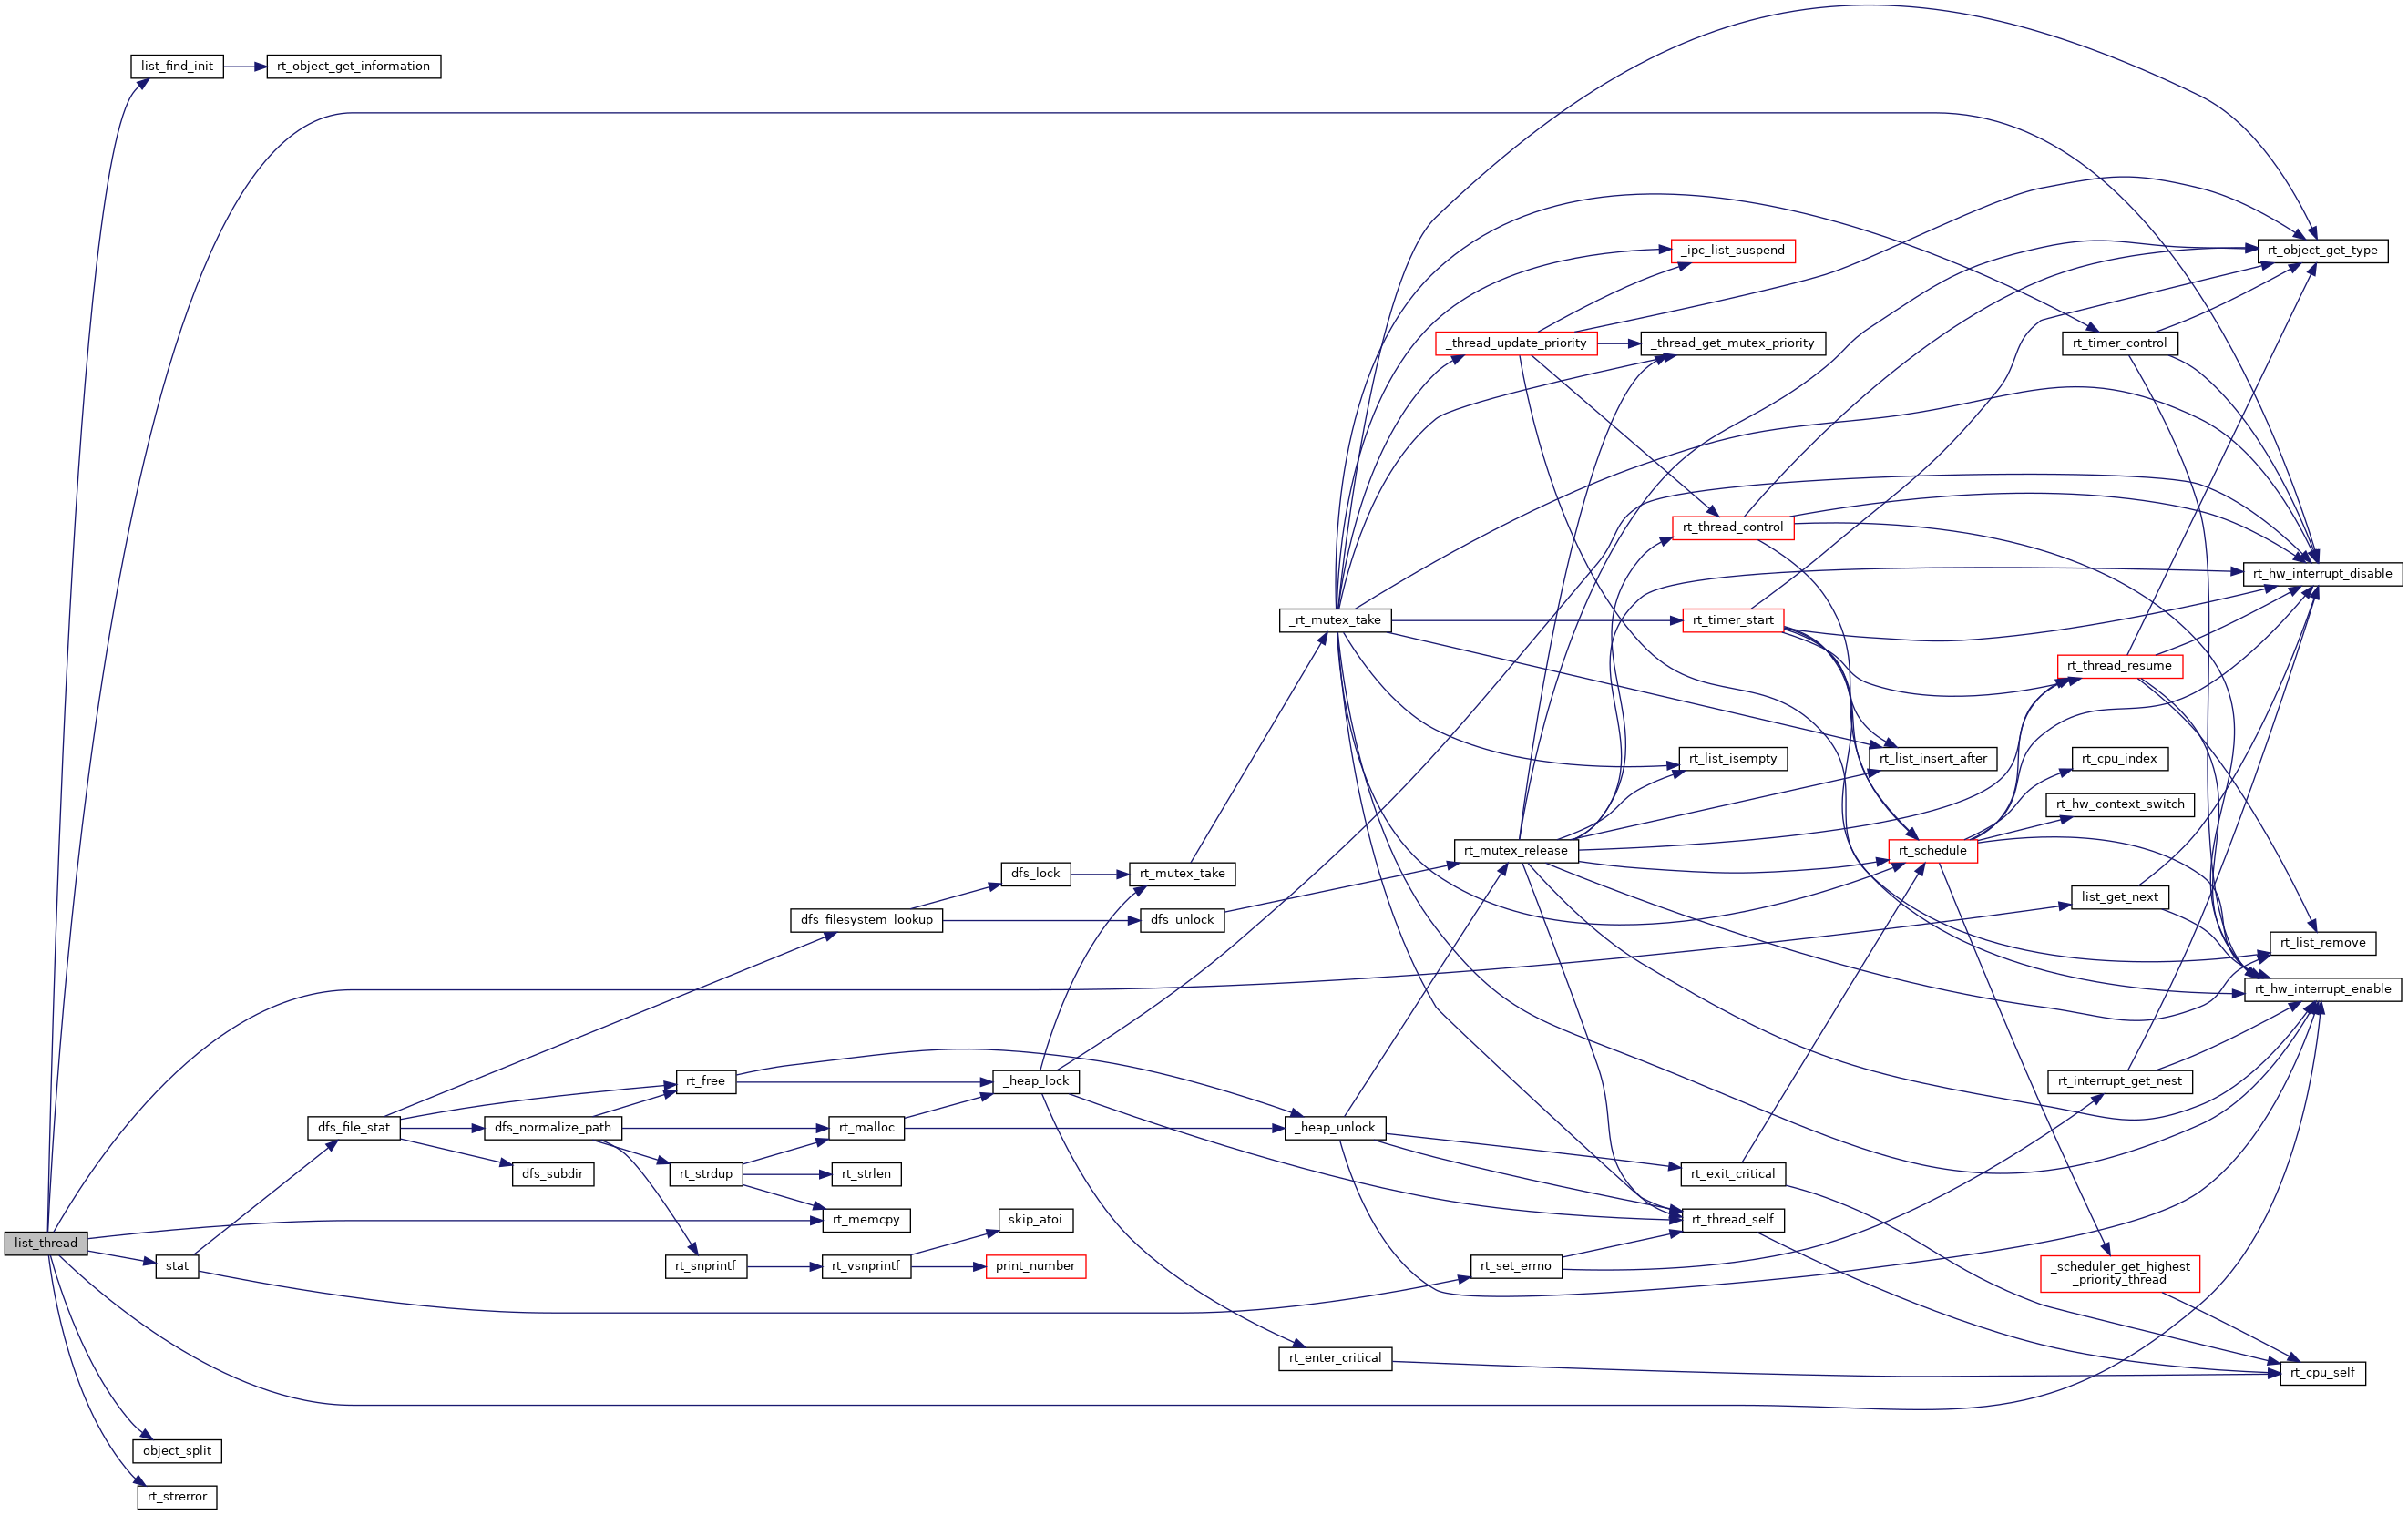 list_thread
list_find_init
rt_object_get_information
stat
object_split
rt_strerror
dfs_file_stat
dfs_normalize_path
dfs_subdir
rt_free
rt_strdup
rt_snprintf
dfs_filesystem_lookup
rt_malloc
rt_strlen
rt_memcpy
rt_vsnprintf
dfs_lock
_heap_lock
skip_atoi
print_number
rt_mutex_take
dfs_unlock
_rt_mutex_take
_heap_unlock
rt_enter_critical
_thread_update_priority
rt_mutex_release
rt_set_errno
_ipc_list_suspend
_thread_get_mutex_priority
rt_thread_control
rt_timer_start
rt_list_isempty
rt_exit_critical
rt_thread_self
rt_list_insert_after
rt_schedule
rt_timer_control
rt_thread_resume
rt_cpu_index
rt_hw_context_switch
list_get_next
rt_interrupt_get_nest
_scheduler_get_highest
_priority_thread
rt_object_get_type
rt_hw_interrupt_disable
rt_list_remove
rt_hw_interrupt_enable
rt_cpu_self